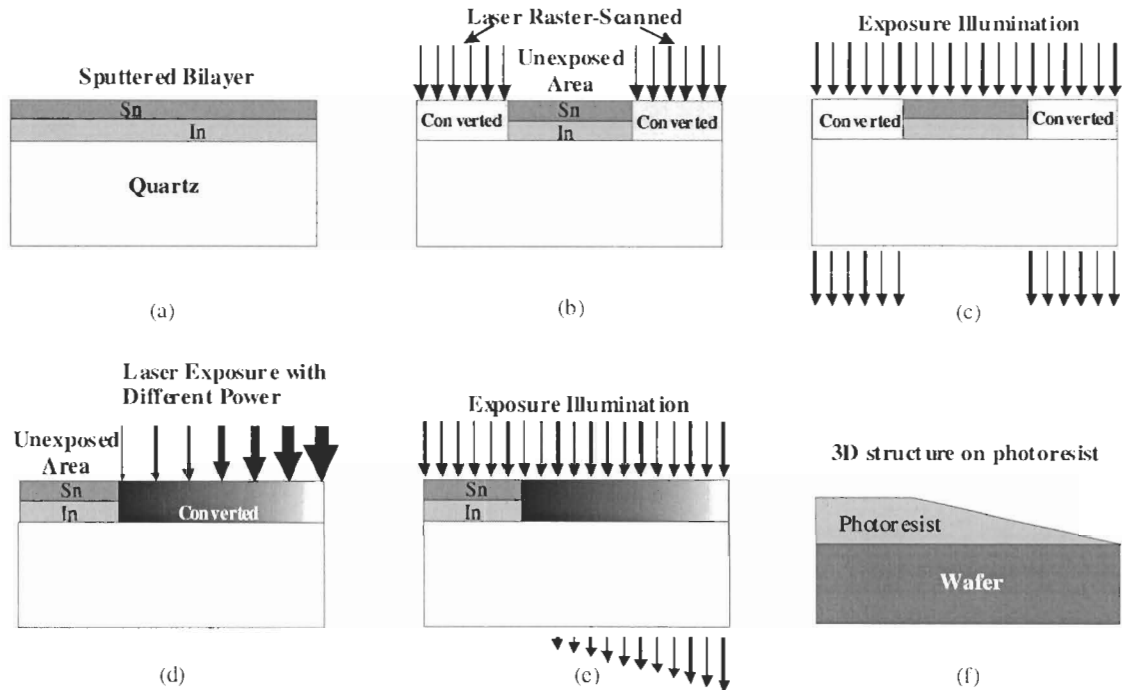 Sputtered Bilayer
Sn
In
Quartz
(a)
Laser Raster-Scanned
Unexposed
Area
Converted
Sn
In
Converted
(b)
Exposure Illumination
Converted
Converted
(c)
Laser Exposure with
Different Power
Unexposed
Area
Sn
In
Converted
(d)
Exposure Illumination
Sn
In
(e)
3D structure on photoresist
Photoresist
Wafer
(f)